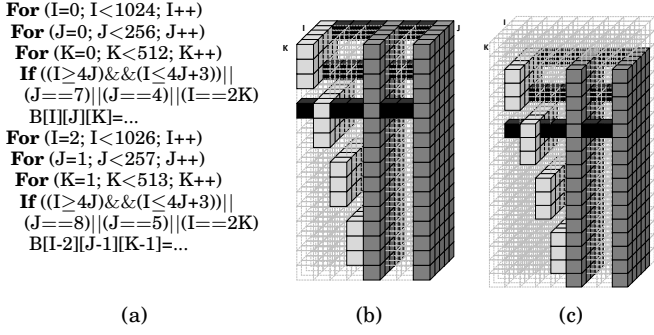 For (I=0; I<1024; I++)
For (J=0; J<256; J++)
For (K=0; K<512; K++)
If ((I≥4J)&&(I≤4J+3))||
(J==7)||(J==4)||(I==2K)
B[I][J][K]=...
For (I=2; I<1026; I++)
For (J=1; J<257; J++)
For (K=1; K<513; K++)
If ((I≥4J)&&(I≤4J+3))||
(J==8)||(J==5)||(I==2K)
B[I-2][J-1][K-1]=...
(a)
I
J
K
(b)
I
K
(c)